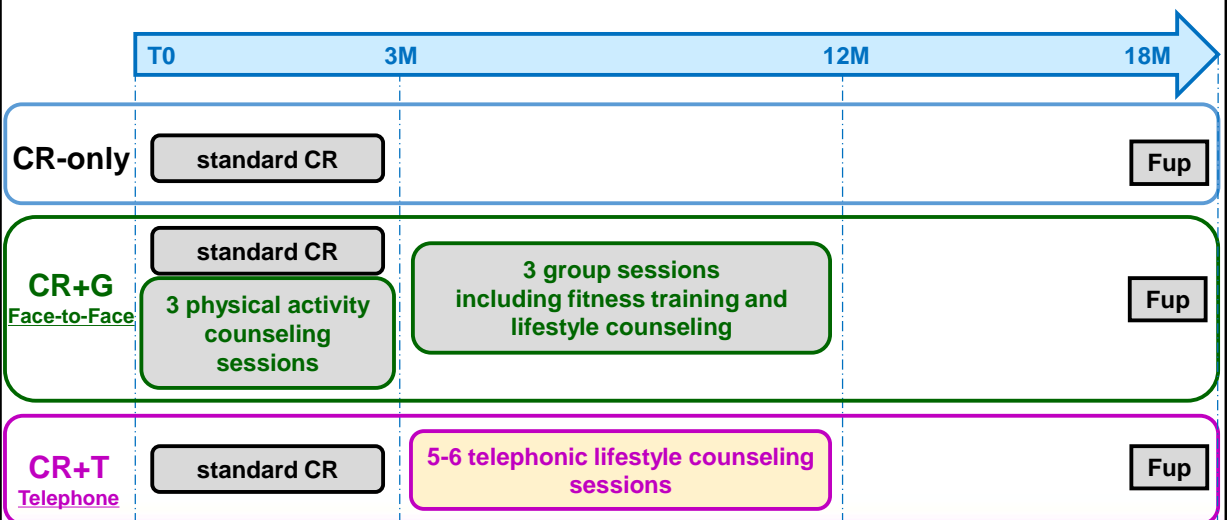 T0 3M 12M 18M
CR-only
standard CR
Fup
CR+G
Face-to-Face
standard CR
3 physical activity
counseling
sessions
3 group sessions
including fitness training and
lifestyle counseling
Fup
CR+T
Telephone
standard CR
5-6 telephonic lifestyle counseling
sessions
Fup